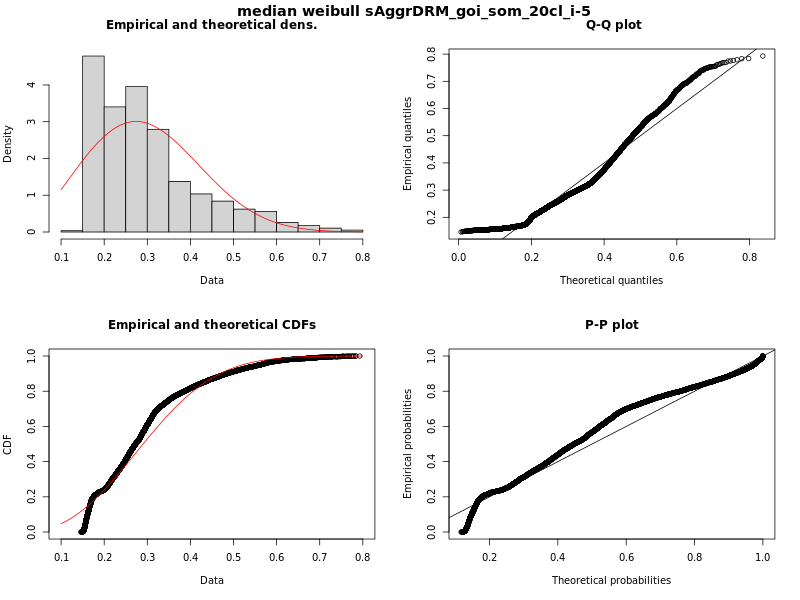 median weibull sAggrDRM_goi_som_20cl_i-5
Empirical and theoretical dens.
Density
0 1 2 3 4
0.1 0.2 0.3 0.4 0.5 0.6 0.7 0.8
Data
Q-Q plot
Empirical quantiles
0.2 0.3 0.4 0.5 0.6 0.7 0.8
0.0 0.2 0.4 0.6 0.8
Theoretical quantiles
Empirical and theoretical CDFs
CDF
0.0 0.2 0.4 0.6 0.8 1.0
0.1 0.2 0.3 0.4 0.5 0.6 0.7 0.8
Data
P-P plot
Empirical probabilities
0.0 0.2 0.4 0.6 0.8 1.0
0.2 0.4 0.6 0.8 1.0
Theoretical probabilities